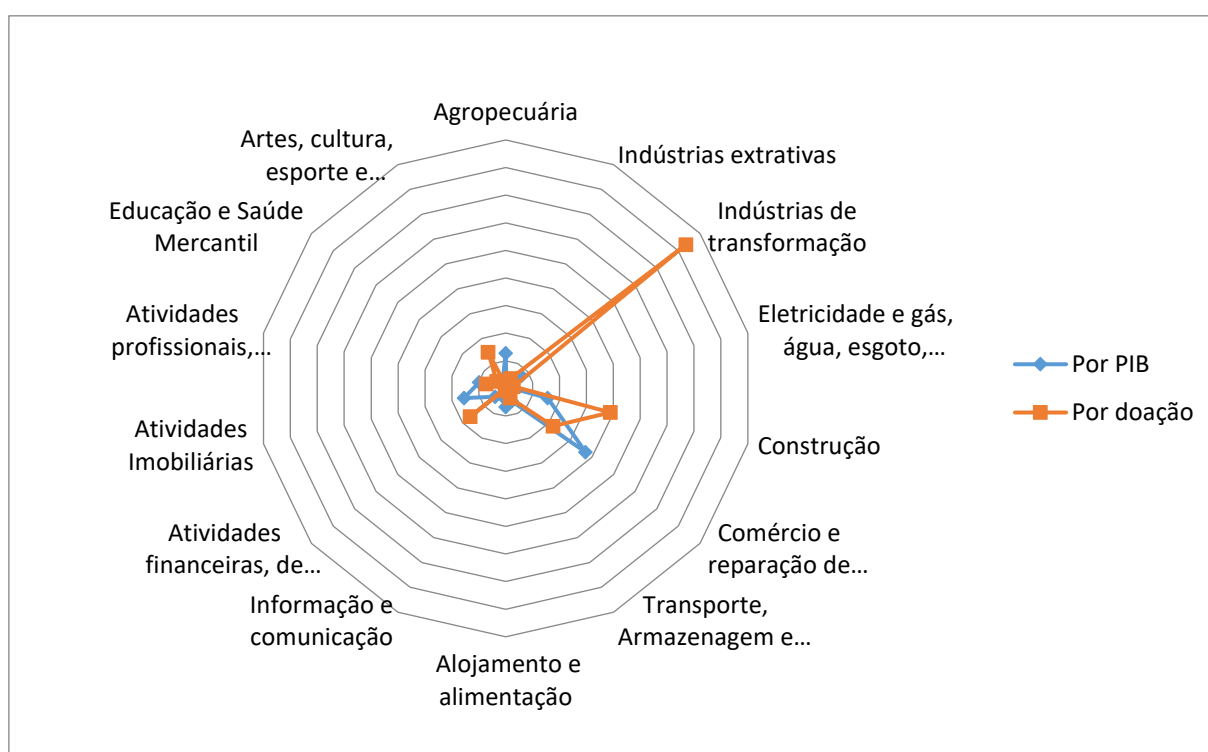 Agropecuária
Indústrias extrativas
Indústrias de
transformação
Eletricidade e gás,
água, esgoto,...
Construção
Comércio e
reparação de...
Transporte,
Armazenagem e...
Alojamento e
alimentação
Informação e
comunicação
Atividades
financeiras, de...
Atividades
Imobiliárias
Atividades
profissionais,...
Educação e Saúde
Mercantil
Artes, cultura,
esporte e...
Por PIB
Por doação